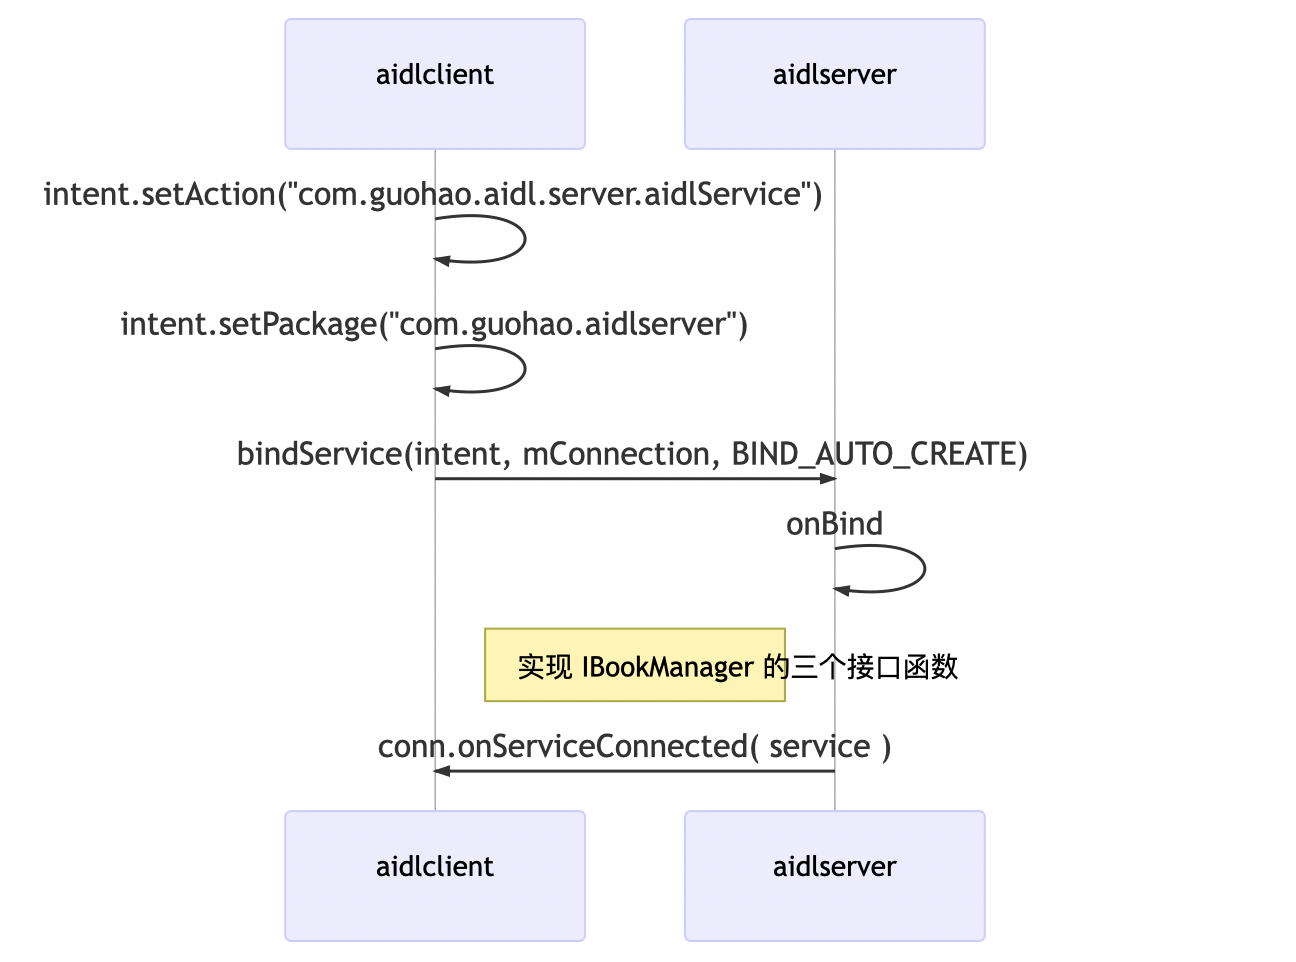 aidlclient
aidlserver
intent.setAction("com.guohao.aidl.server.aidlService")
intent.setPackage("com.guohao.aidlserver")
bindService(intent, mConnection, BIND_AUTO_CREATE)
onBind
实现 IBookManager 的三个接口函数
conn.onServiceConnected( service )
aidlclient
aidlserver